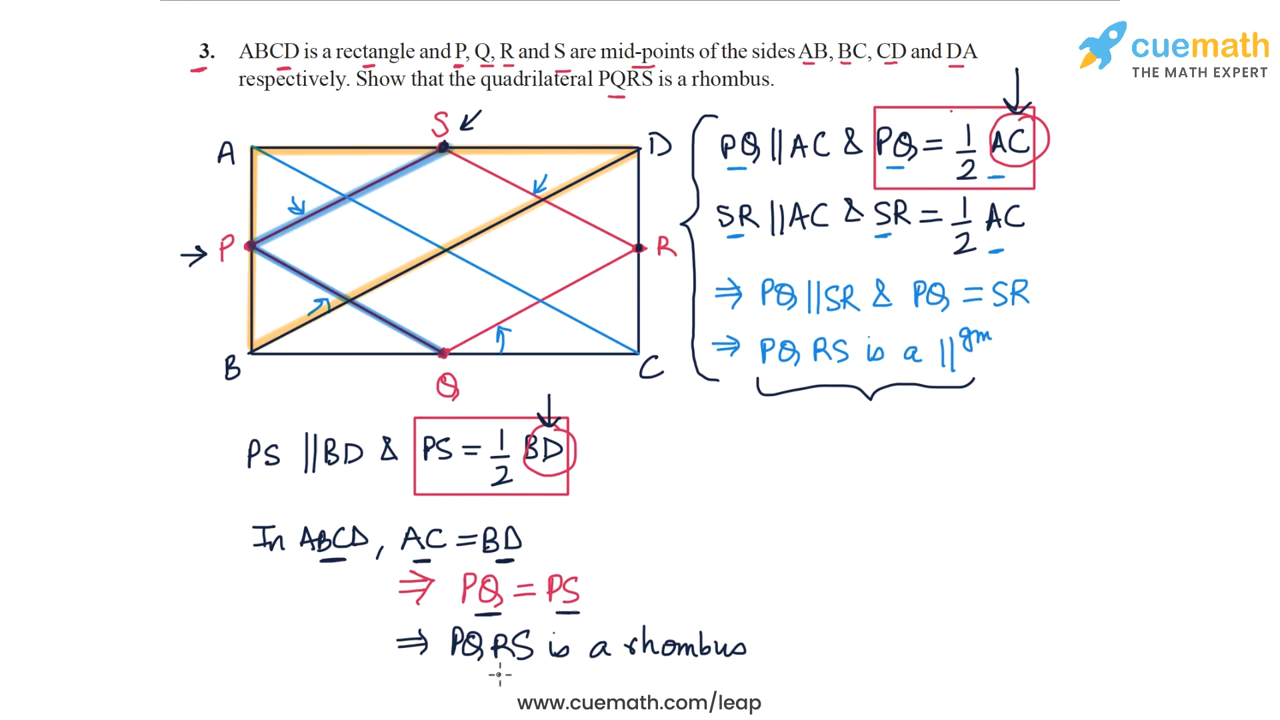 3. ABCD is a rectangle and P, Q, R and S are mid-points of the sides AB, BC, CD and DA
respectively. Show that the quadrilateral PQRS is a rhombus.
cuemath
THE MATH EXPERT
S
A
D
P
R
B
Q
C
PQ || AC & PQ = 1/2 AC
SR || AC & SR = 1/2 AC
⇒ PQ || SR & PQ = SR
⇒ PQRS is a ||gm
PS || BD & PS = 1/2 BD
In ABCD, AC = BD
⇒ PQ = PS
⇒ PQRS is a rhombus
www.cuemath.com/leap